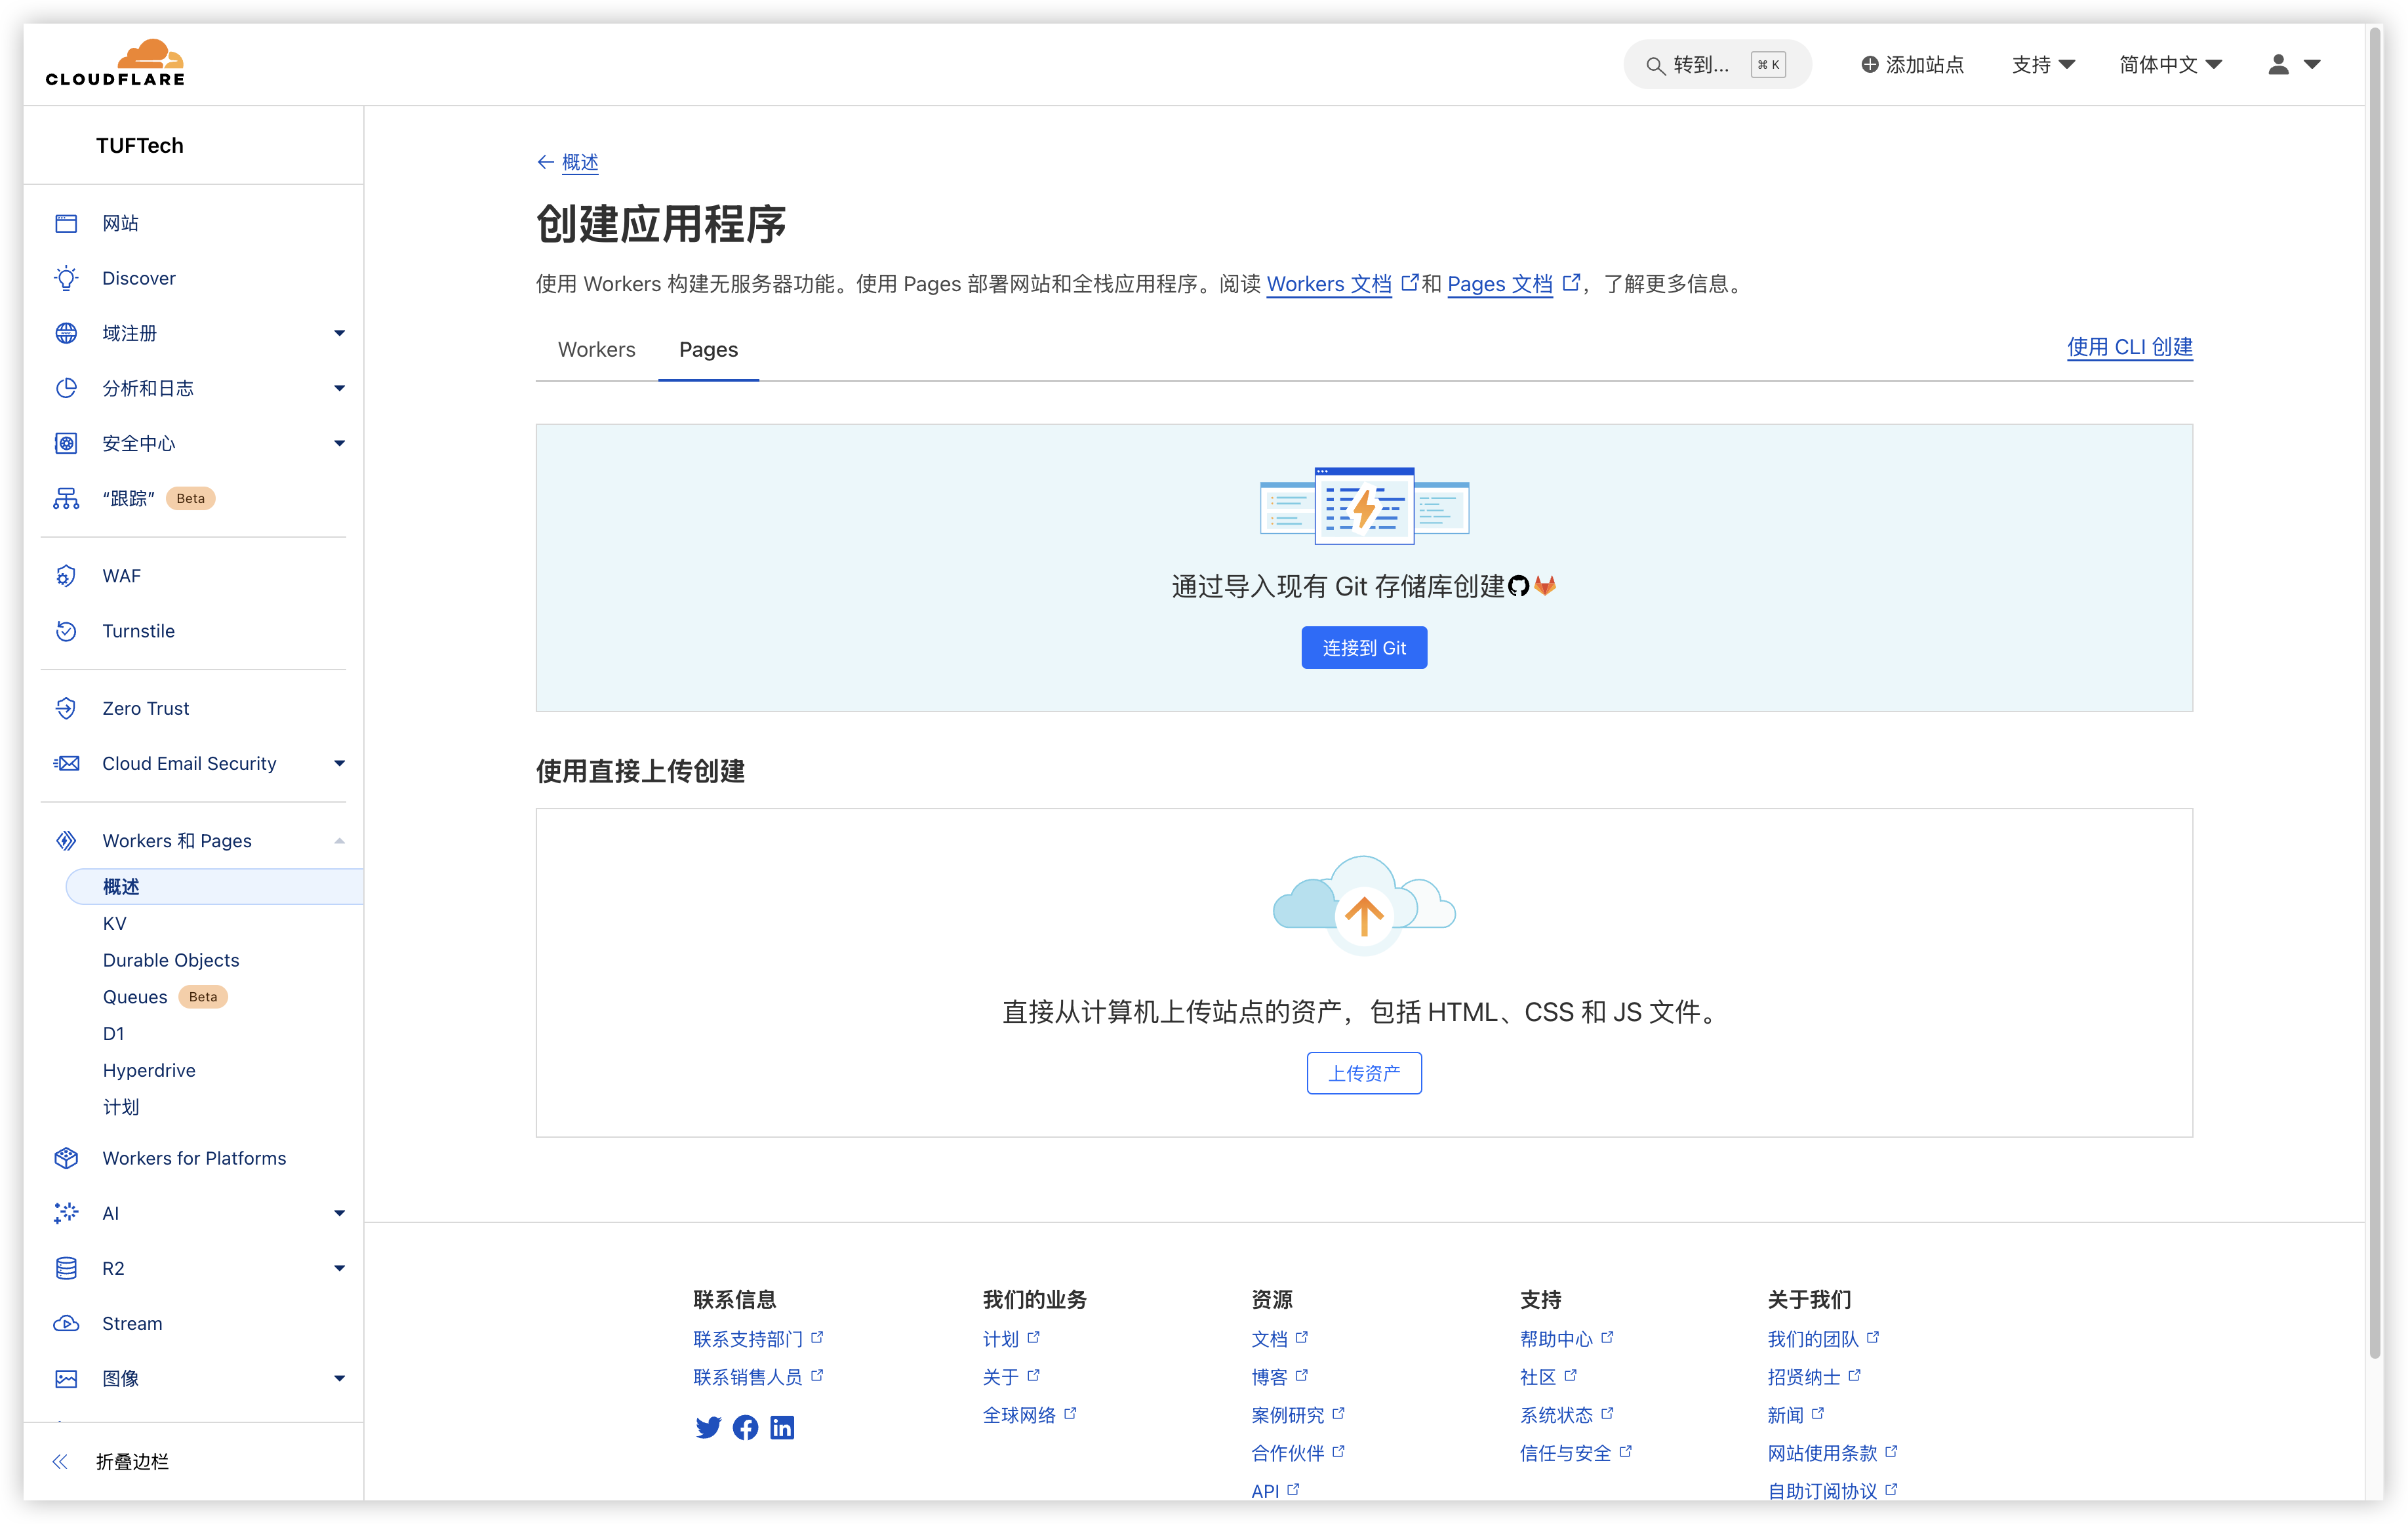 CLOUDFLARE
转到... ⌘ K
添加站点
支持
简体中文
TUFTech
网站
Discover
域注册
分析和日志
安全中心
“跟踪” Beta
WAF
Turnstile
Zero Trust
Cloud Email Security
Workers 和 Pages
概述
KV
Durable Objects
Queues Beta
D1
Hyperdrive
计划
Workers for Platforms
AI
R2
Stream
图像
折叠边栏
← 概述
创建应用程序
使用 Workers 构建无服务器功能。使用 Pages 部署网站和全栈应用程序。阅读 Workers 文档 和 Pages 文档 ，了解更多信息。
Workers Pages
使用 CLI 创建
通过导入现有 Git 存储库创建
连接到 Git
使用直接上传创建
直接从计算机上传站点的资产，包括 HTML、CSS 和 JS 文件。
上传资产
联系信息
联系支持部门
联系销售人员
我们的业务
计划
关于
全球网络
资源
文档
博客
案例研究
合作伙伴
API
支持
帮助中心
社区
系统状态
信任与安全
关于我们
我们的团队
招贤纳士
新闻
网站使用条款
自助订阅协议